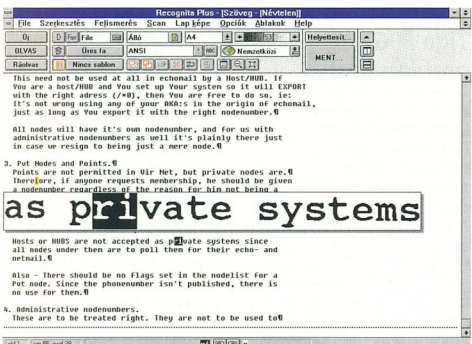 Recognita Plus - [Szöveg - [Névtelen]]
File Szerkesztés Felismerés Scan Lap képe Opciók Ablakok Help
Új File Álló A4 Helyettesít...
OLVAS Üres fa ANSI ABC Nemzetközi MENT...
Ráolvas Nincs sablon
This need not be used at all in echomail by a Host/HUB. If
You are a host/HUB and You set up Your system so it will EXPORT
with the right adress (/*0), then You are free to do so. ie:
It's not wrong using any of your AKA:s in the origin of echomail,
just as long as You export it with the right nodenumber.¶
All nodes will have it's own nodenumber, and for us with
administrative nodenumbers as well it's plainly there just
in case we resign to being just a mere node.¶
3. Pvt Nodes and Points.¶
Points are not permitted in Vir Net, but private nodes are.¶
Therefore, if anyone requests membership, he should be given
a nodenumber regardless of the reason for him not being a
as private systems
Hosts or HUBS are not accepted as private systems since
all nodes under them are to poll them for their echo- and
netmail.¶
Also - There should be no flags set in the nodelist for a
Pvt node. Since the phonenumber isn't published, there is
no use for them.¶
4. Administrative nodenumbers.
These are to be treated right. They are not to be used to¶